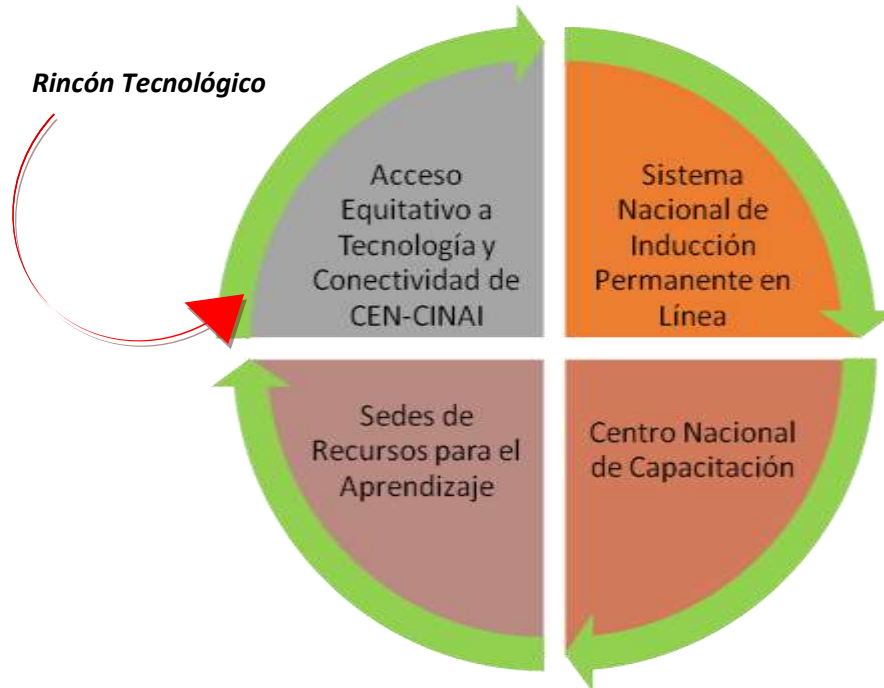 Rincón Tecnológico
Acceso
Equitativo a
Tecnología y
Conectividad de
CEN-CINAI
Sistema
Nacional de
Inducción
Permanente en
Línea
Sedes de
Recursos para el
Aprendizaje
Centro Nacional
de Capacitación